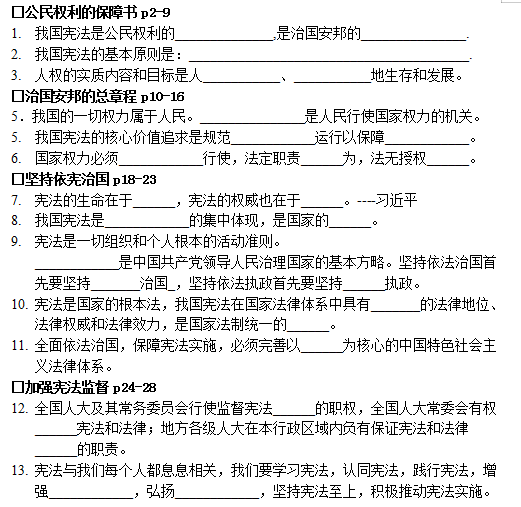 □公民权利的保障书 p2-9
1. 我国宪法是公民权利的______________,是治国安邦的_______________.
2. 我国宪法的基本原则是：________________________________________.
3. 人权的实质内容和目标是人___________、___________地生存和发展。
□治国安邦的总章程 p10-16
5．我国的一切权力属于人民。_______________是人民行使国家权力的机关。
5. 我国宪法的核心价值追求是规范____________运行以保障____________。
6. 国家权力必须____________行使，法定职责______为，法无授权______。
□坚持依宪治国 p18-23
7. 宪法的生命在于______，宪法的权威也在于______。----习近平
8. 我国宪法是____________的集中体现，是国家的______。
9. 宪法是一切组织和个人根本的活动准则。
____________是中国共产党领导人民治理国家的基本方略。坚持依法治国首
先要坚持_______治国_，坚持依法执政首先要坚持______执政。
10. 宪法是国家的根本法，我国宪法在国家法律体系中具有_______的法律地位、
法律权威和法律效力，是国家法制统一的______。
11. 全面依法治国，保障宪法实施，必须完善以______为核心的中国特色社会主
义法律体系。
□加强宪法监督 p24-28
12. 全国人大及其常务委员会行使监督宪法______的职权，全国人大常委会有权
______宪法和法律；地方各级人大在本行政区域内负有保证宪法和法律
______的职责。
13. 宪法与我们每个人都息息相关，我们要学习宪法，认同宪法，践行宪法，增
强____________，弘扬____________，坚持宪法至上，积极推动宪法实施。